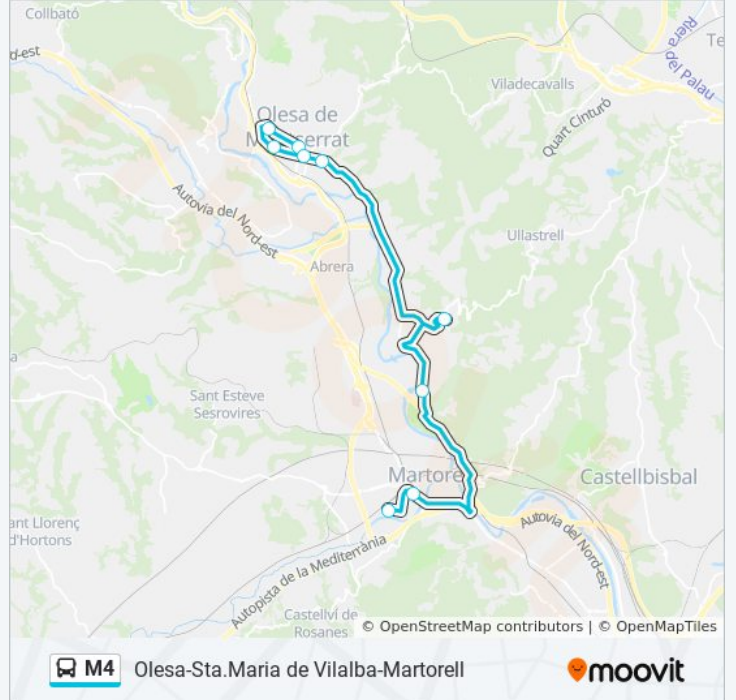 Collbató
d-est
Riera del Palau
Te
Viladecavalls
Olesa de
M   serrat
Quart Cinturó
Autovia del Nord-est
Ullastrell
Abrera
a
Sant Esteve
Sesrovires
Martore
Castellbisbal
ant Llorenç
d'Hortons
Autovia del Nord-est
Autopista de la Mediterrània
Castellví de
Rosanes
© OpenStreetMap contributors | © OpenMapTiles
M4 Olesa-Sta.Maria de Vilalba-Martorell
moovit